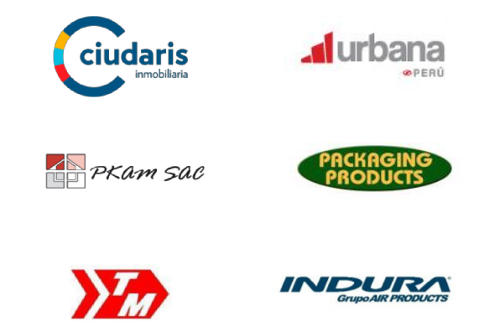 ciudaris
inmobiliaria
urbana
PERÚ
PKAM SAC
PACKAGING
PRODUCTS
TM
INDURA®
Grupo AIR PRODUCTS